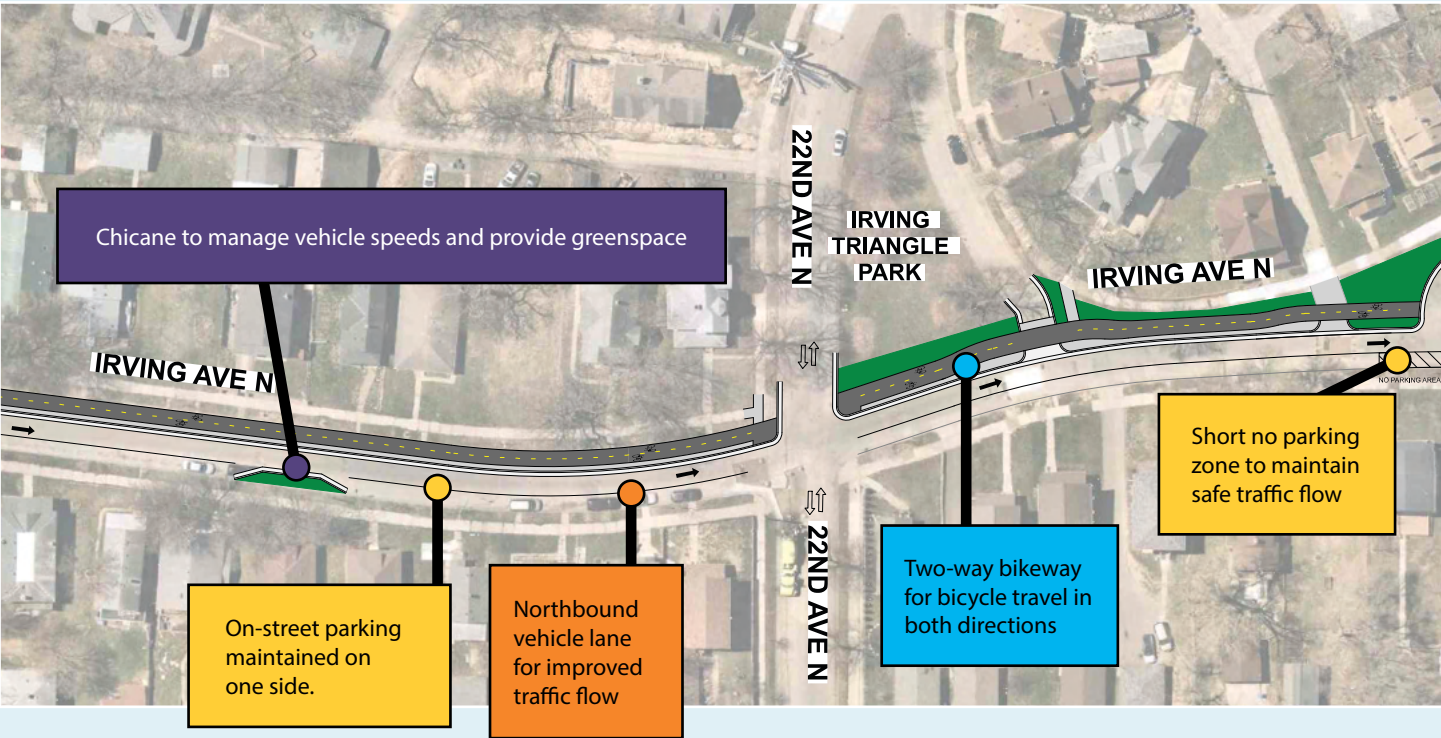 22ND AVE N
IRVING
TRIANGLE
PARK
Chicane to manage vehicle speeds and provide greenspace
IRVING AVE N
IRVING AVE N
NO PARKING AREA
Short no parking
zone to maintain
safe traffic flow
22ND AVE N
Two-way bikeway
for bicycle travel in
both directions
Northbound
vehicle lane
for improved
traffic flow
On-street parking
maintained on
one side.